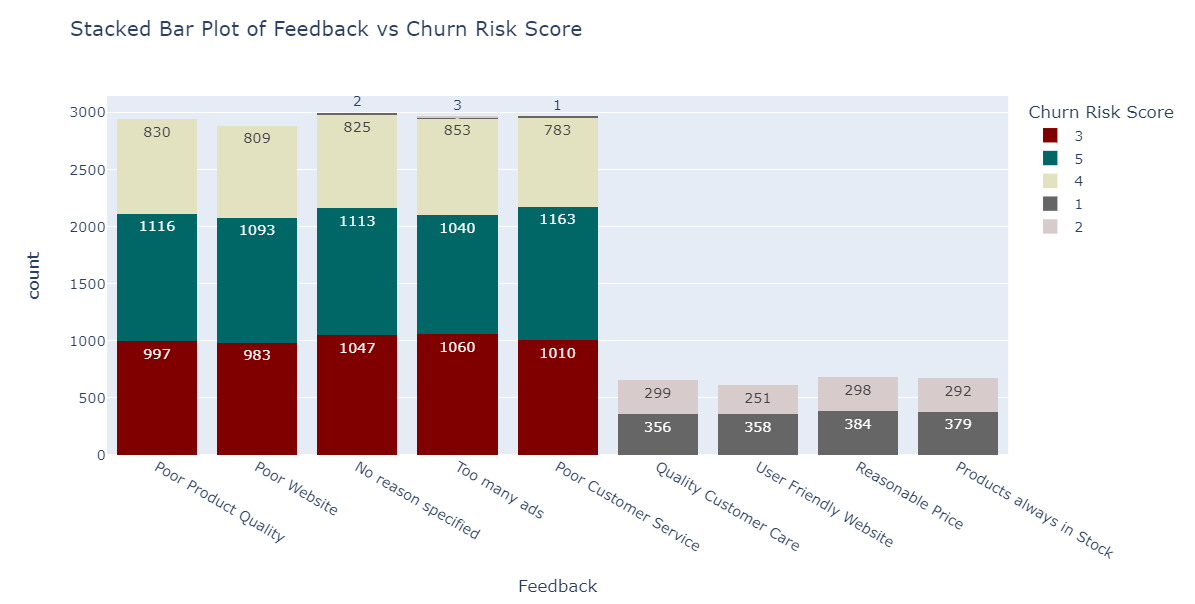 Stacked Bar Plot of Feedback vs Churn Risk Score
Churn Risk Score
3
5
4
1
2
count
3000
2500
2000
1500
1000
500
0
2
3
1
830
809
825
853
783
1116
1093
1113
1040
1163
997
983
1047
1060
1010
299
251
298
292
356
358
384
379
Poor Product Quality
Poor Website
No reason specified
Too many ads
Poor Customer Service
Quality Customer Care
User Friendly Website
Reasonable Price
Products always in Stock
Feedback